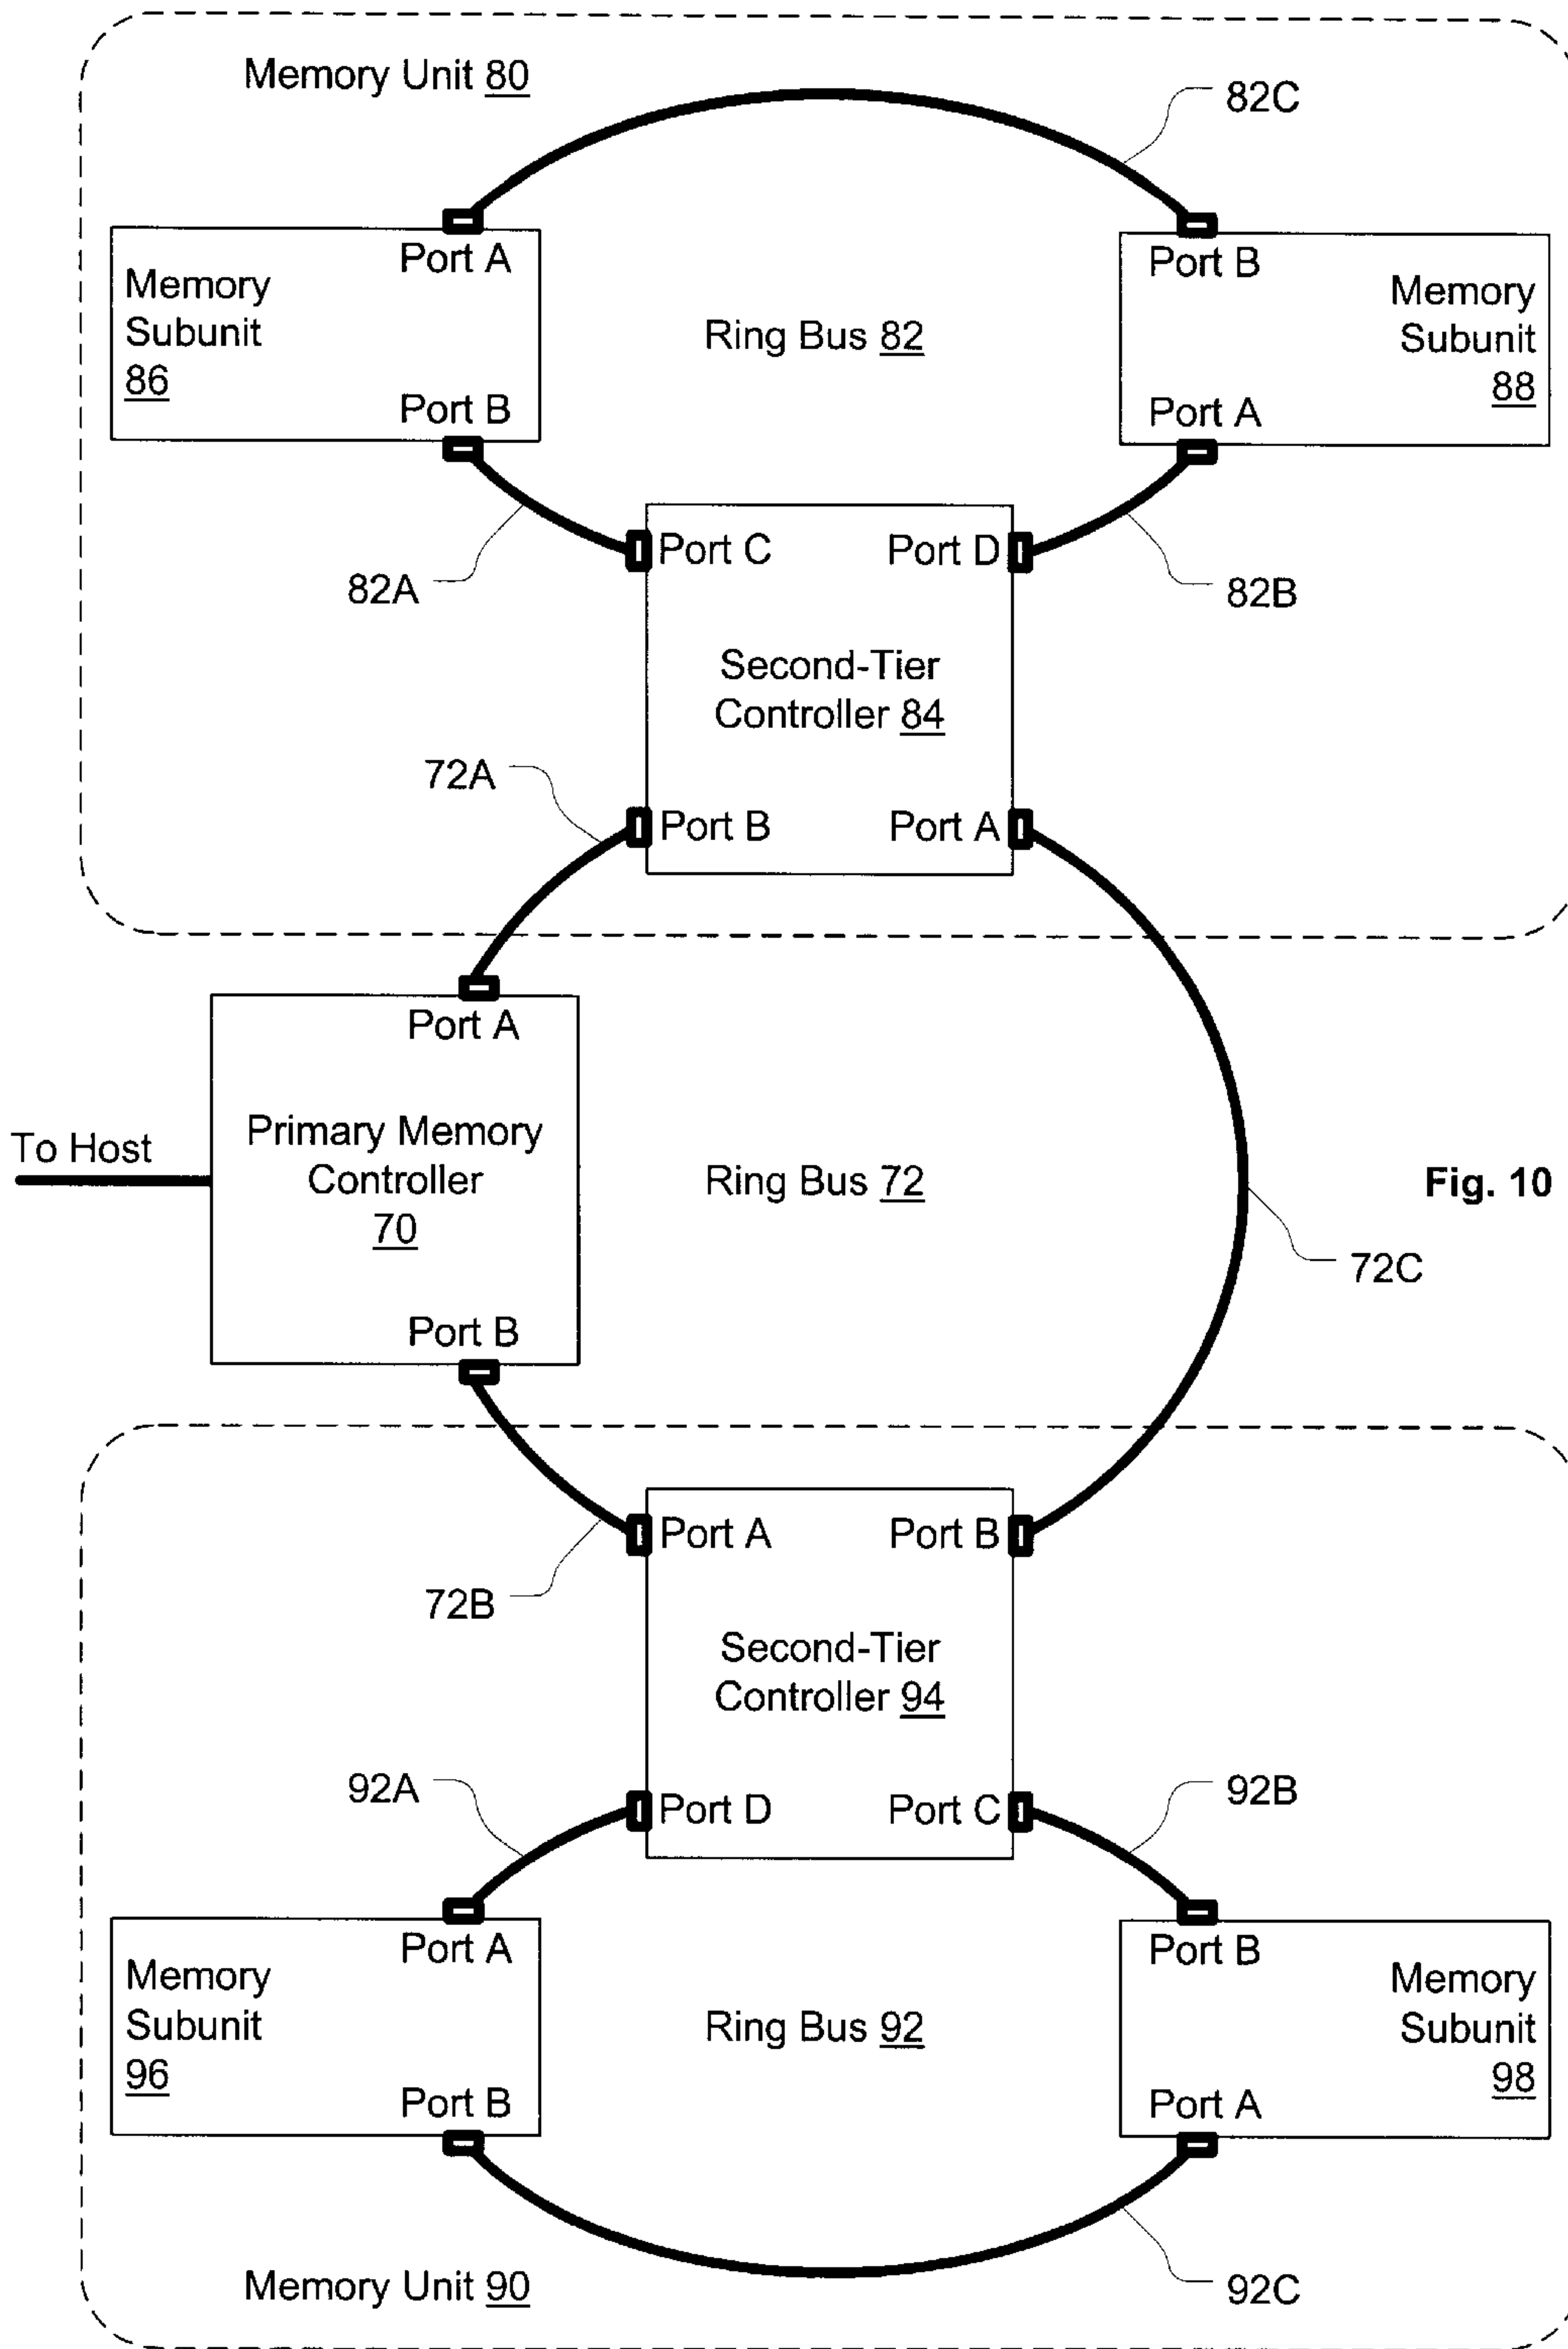 Memory Unit 80
82C
Port A
Port B
Memory
Subunit
86
Ring Bus 82
Memory
Subunit
88
Port B
Port A
Port C
Port D
82A
82B
Second-Tier
Controller 84
72A
Port B
Port A
Port A
To Host
Primary Memory
Controller
70
Ring Bus 72
Fig. 10
72C
Port B
Port A
Port B
72B
Second-Tier
Controller 94
92A
Port D
Port C
92B
Port A
Port B
Memory
Subunit
96
Ring Bus 92
Memory
Subunit
98
Port B
Port A
Memory Unit 90
92C